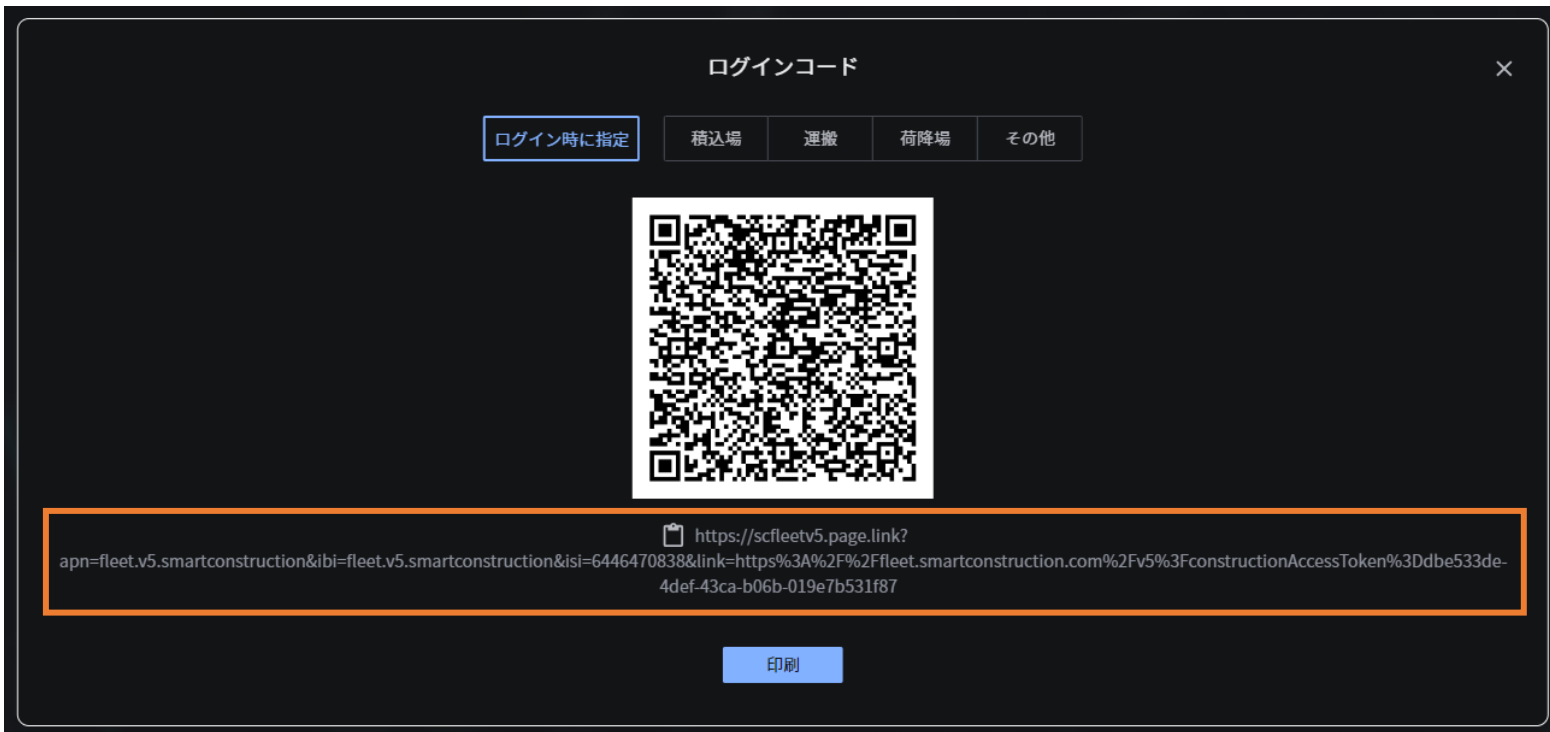 ログインコード
ログイン時に指定 積込場 運搬 荷降場 その他
https://scfleetv5.page.link?
apn=fleet.v5.smartconstruction&ibi=fleet.v5.smartconstruction&isi=6446470838&link=https%3A%2F%2Ffleet.smartconstruction.com%2Fv5%3FconstructionAccessToken%3Ddbe533de-
4def-43ca-b06b-019e7b531f87
印刷